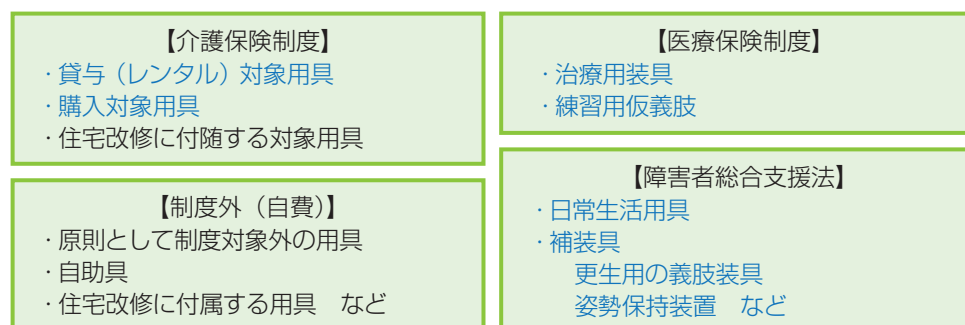 【介護保険制度】
・貸与（レンタル）対象用具
・購入対象用具
・住宅改修に付随する対象用具
【医療保険制度】
・治療用装具
・練習用仮義肢
【制度外（自費）】
・原則として制度対象外の用具
・自助具
・住宅改修に付属する用具　など
【障害者総合支援法】
・日常生活用具
・補装具
更生用の義肢装具
姿勢保持装置　など